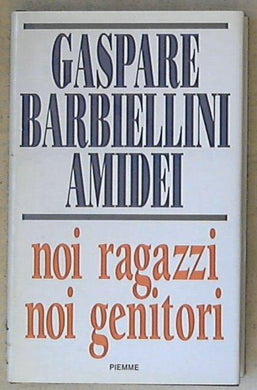 GASPARE
BARBIELLINI
AMIDEI
noi ragazzi
noi genitori
PIEMME